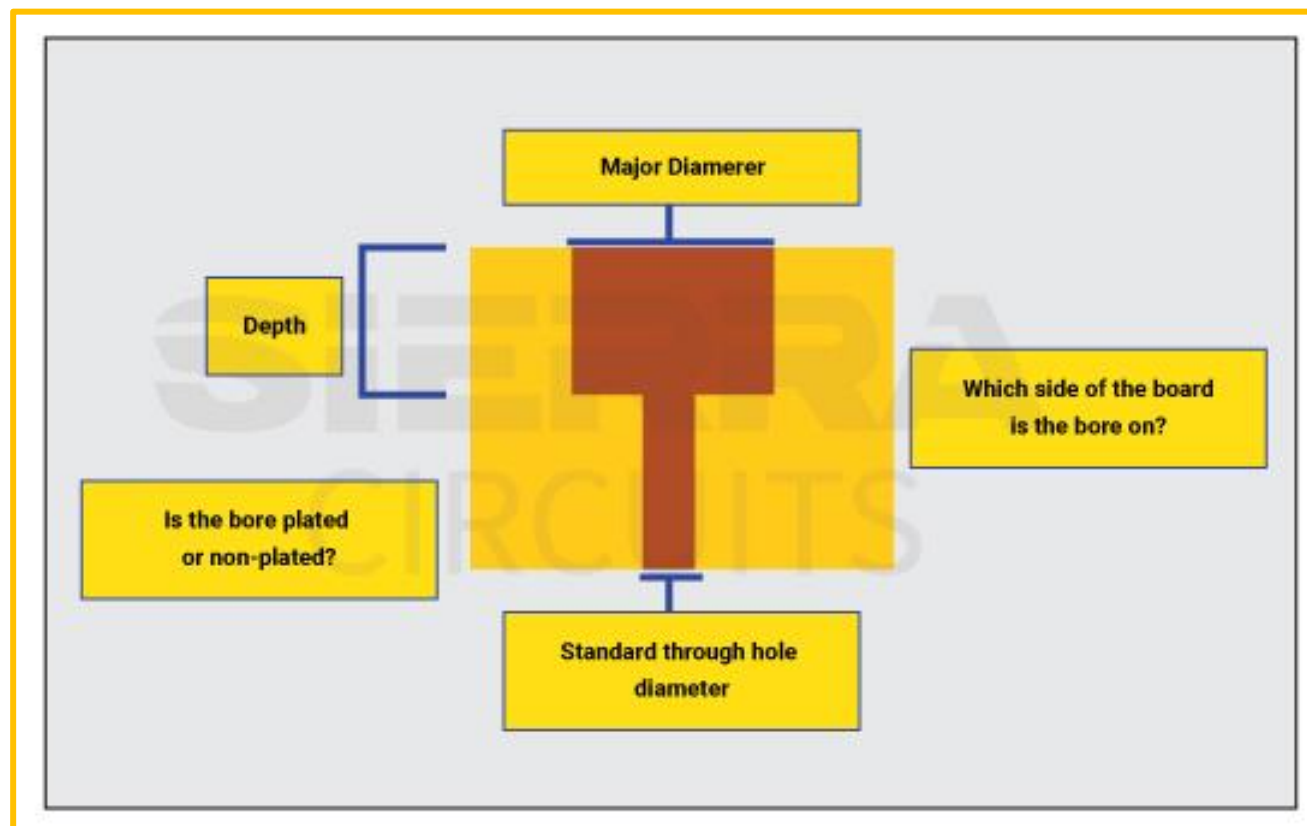 Major Diamerer
Depth
Which side of the board
is the bore on?
Is the bore plated
or non-plated?
Standard through hole
diameter
SIERRA
CIRCUITS